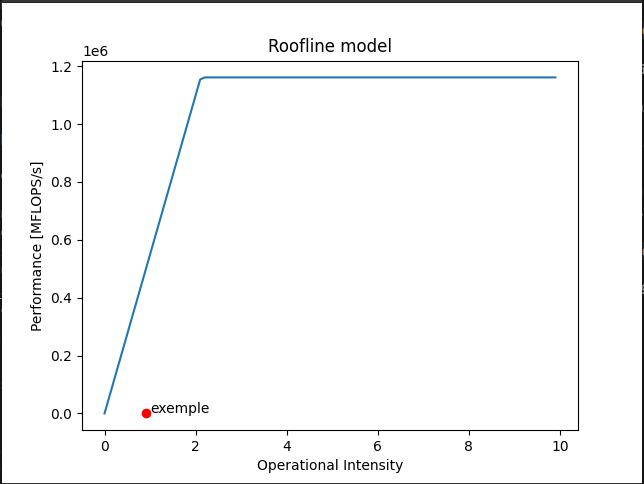 Roofline model
1e6
1.2
1.0
0.8
0.6
0.4
0.2
0.0
Performance [MFLOPS/s]
exemple
0 2 4 6 8 10
Operational Intensity